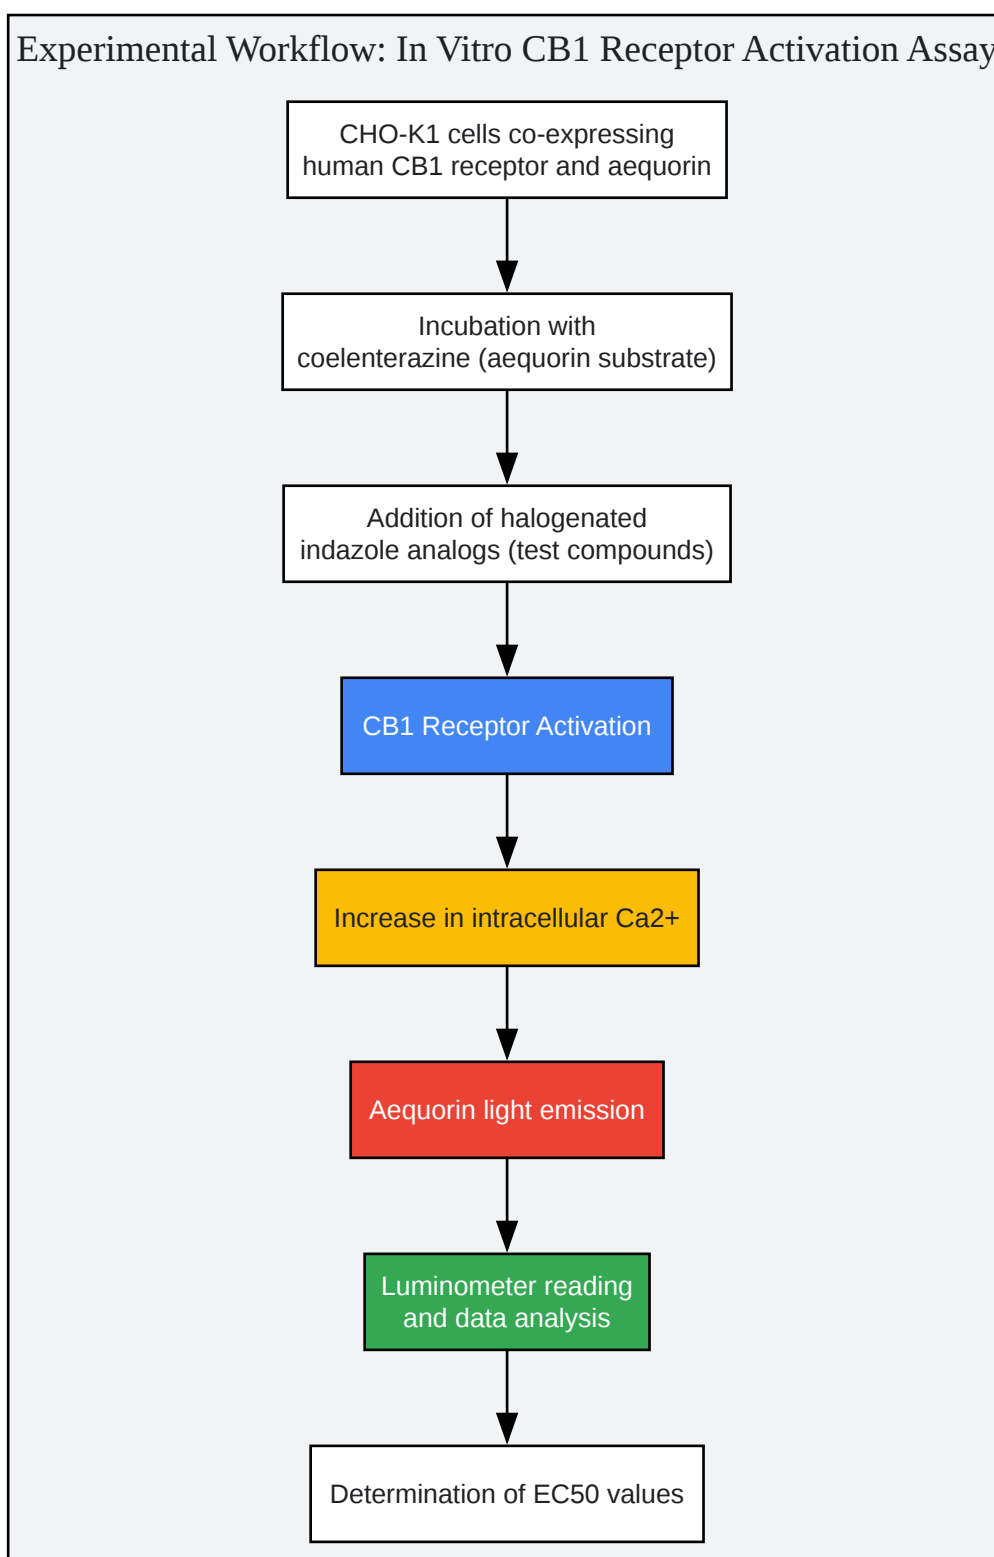 Experimental Workflow: In Vitro CB1 Receptor Activation Assay
CHO-K1 cells co-expressing
human CB1 receptor and aequorin
Incubation with
coelenterazine (aequorin substrate)
Addition of halogenated
indazole analogs (test compounds)
CB1 Receptor Activation
Increase in intracellular Ca2+
Aequorin light emission
Luminometer reading
and data analysis
Determination of EC50 values